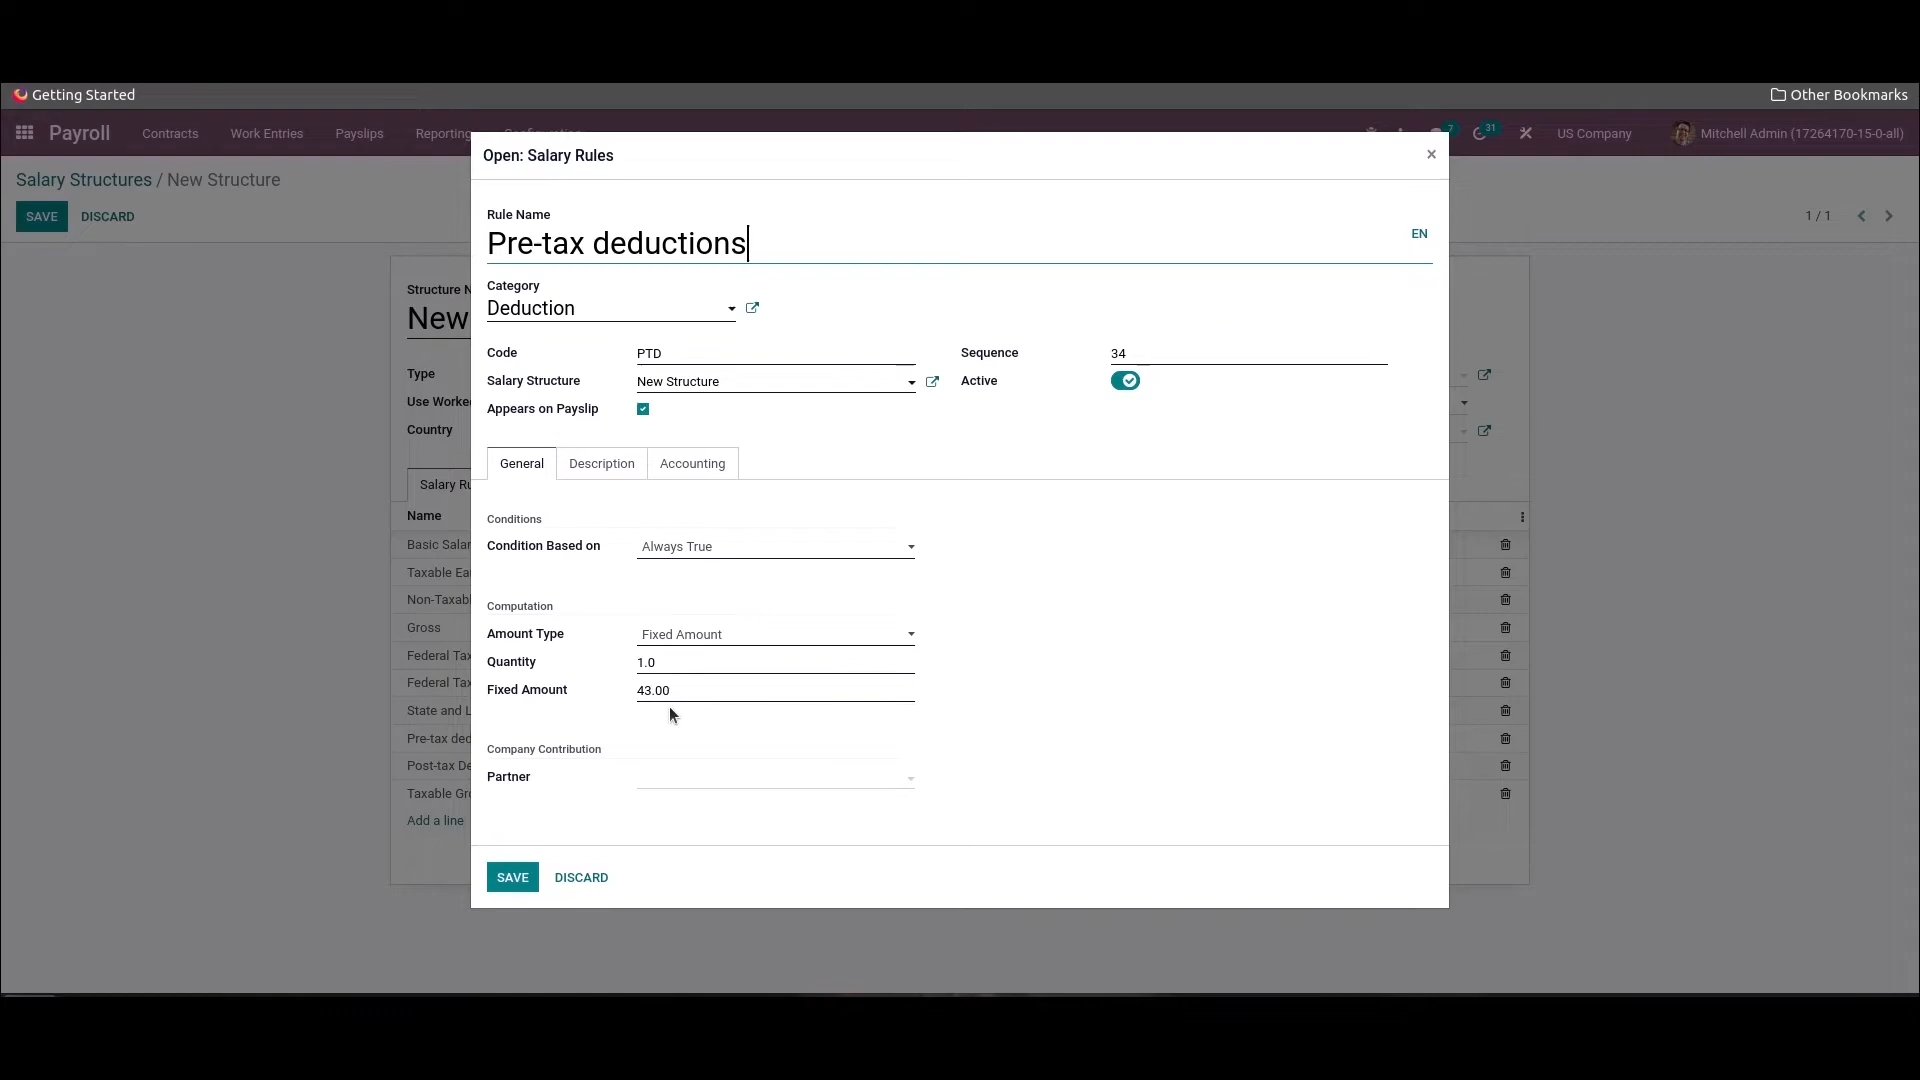 Getting Started
Other Bookmarks
Payroll Contracts Work Entries Payslips Reporting Configuration 7 31 US Company Mitchell Admin (17264170-15-0-all)
Open: Salary Rules
×
Salary Structures / New Structure
SAVE DISCARD
1 / 1
Rule Name
Pre-tax deductions
EN
Category
Deduction
Structure N
New
Code PTD
Sequence 34
Type
Salary Structure New Structure
Active
Use Worke
Appears on Payslip
Country
General Description Accounting
Salary Ru
Name
Conditions
Basic Salar
Condition Based on Always True
Taxable Ea
Non-Taxabl
Computation
Gross
Amount Type Fixed Amount
Federal Tax
Quantity 1.0
Federal Tax
Fixed Amount 43.00
State and L
Pre-tax ded
Company Contribution
Post-tax De
Partner
Taxable Gro
Add a line
SAVE DISCARD